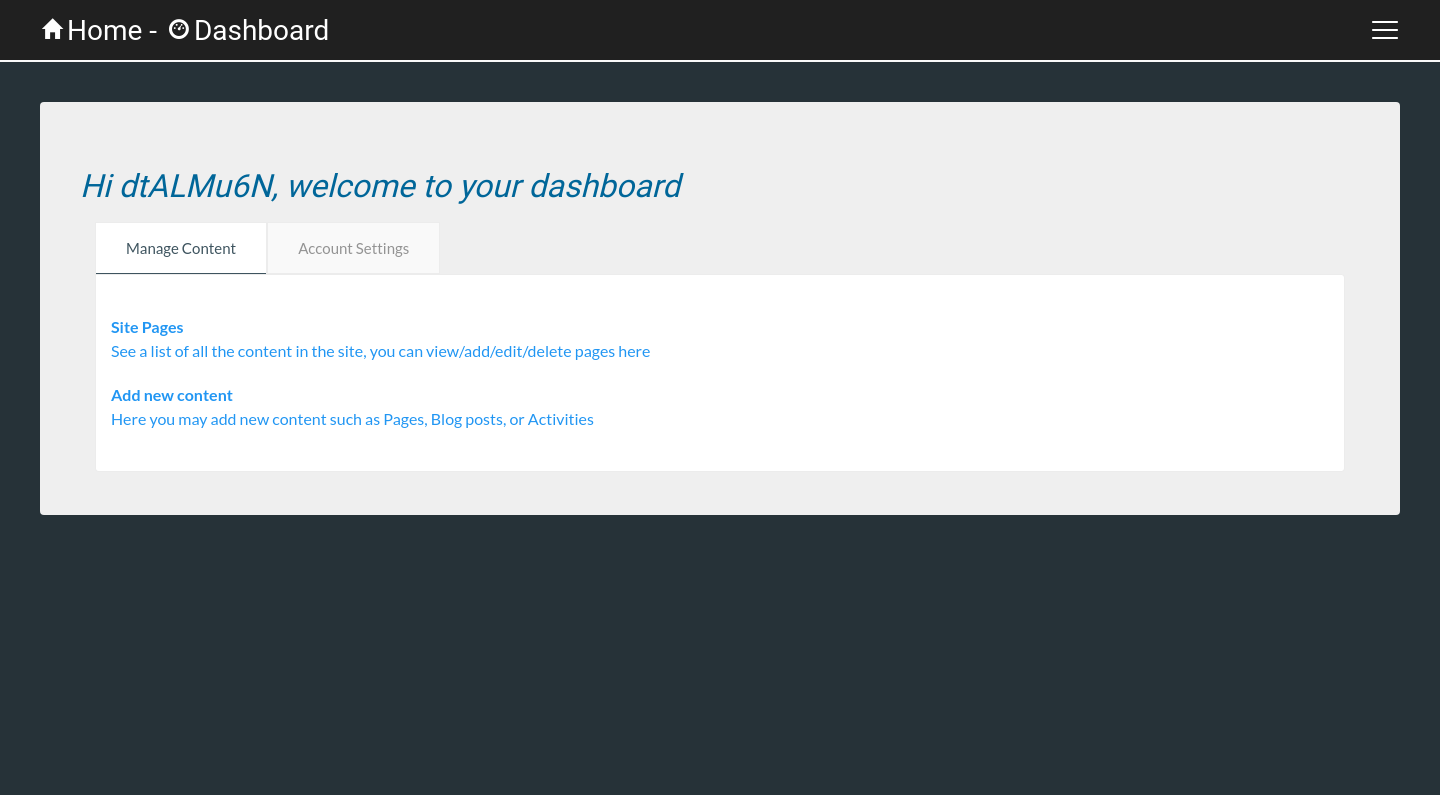 Home - Dashboard
Hi dtALMu6N, welcome to your dashboard
Manage Content Account Settings
Site Pages
See a list of all the content in the site, you can view/add/edit/delete pages here
Add new content
Here you may add new content such as Pages, Blog posts, or Activities